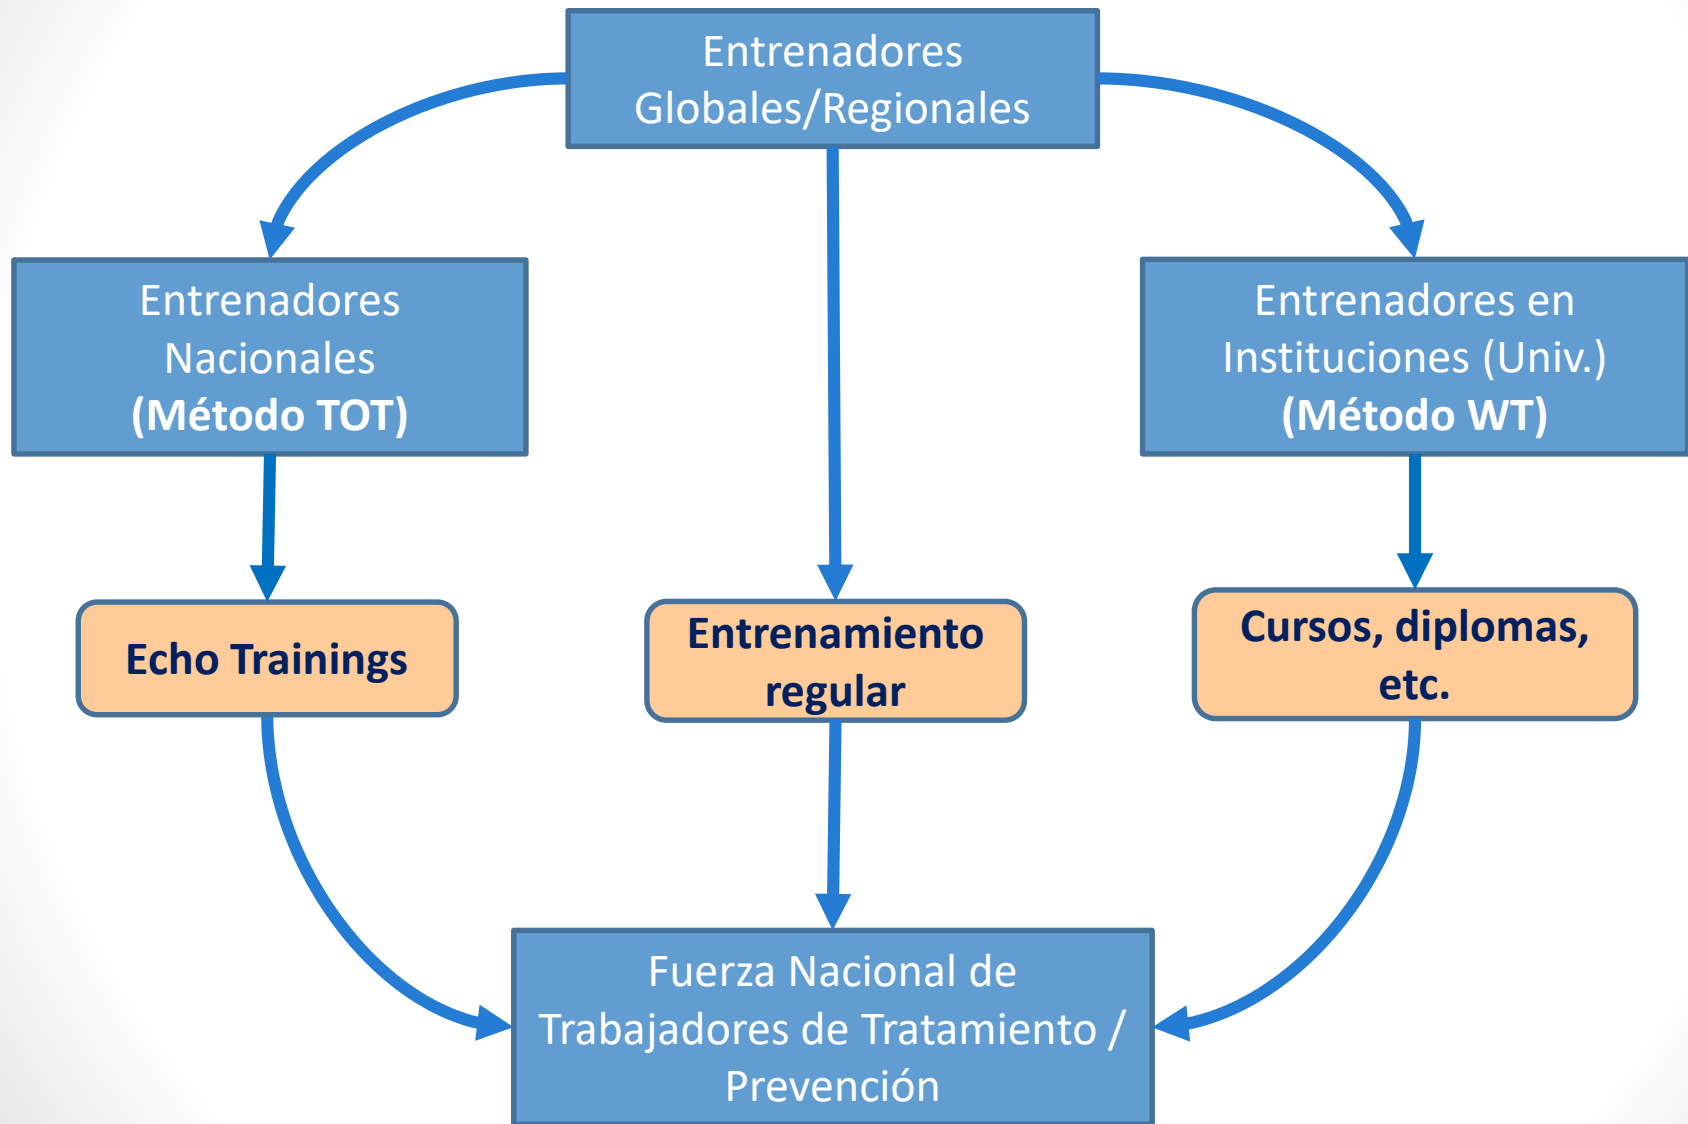 Entrenadores
Globales/Regionales
Entrenadores
Nacionales
(Método TOT)
Entrenadores en
Instituciones (Univ.)
(Método WT)
Echo Trainings
Entrenamiento
regular
Cursos, diplomas,
etc.
Fuerza Nacional de
Trabajadores de Tratamiento /
Prevención